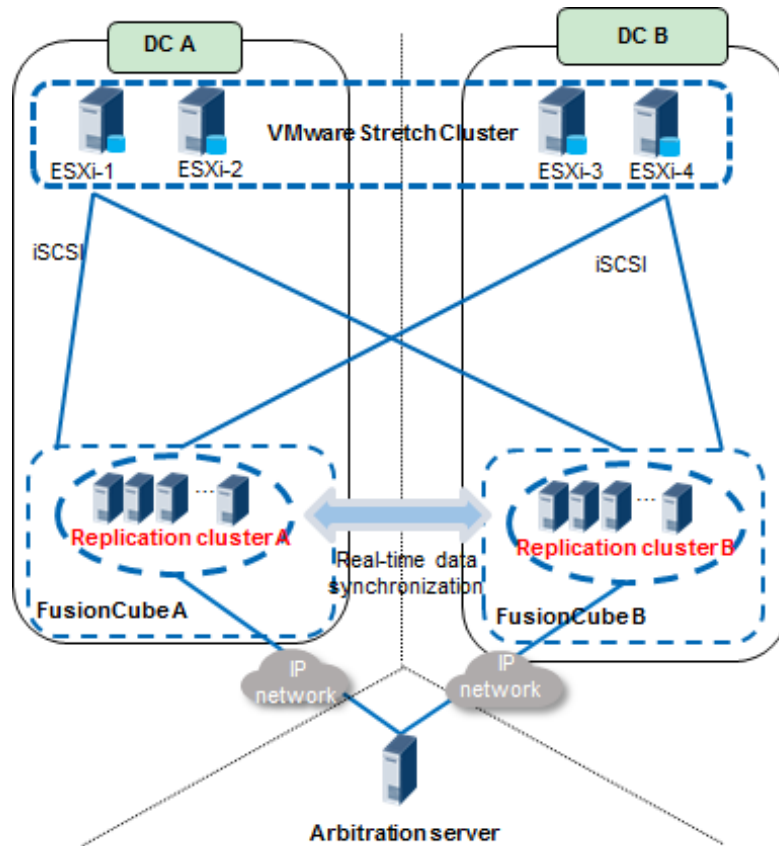 DC A
DC B
VMware Stretch Cluster
ESXi-1
ESXi-2
ESXi-3
ESXi-4
iSCSI
iSCSI
Replication cluster A
Replication cluster B
Real-time data
synchronization
FusionCube A
FusionCube B
IP
network
IP
network
Arbitration server